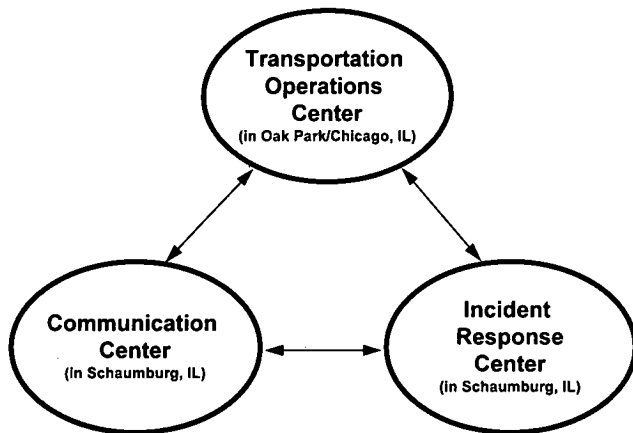 Transportation
Operations
Center
(in Oak Park/Chicago, IL)
Communication
Center
(in Schaumburg, IL)
Incident
Response
Center
(in Schaumburg, IL)